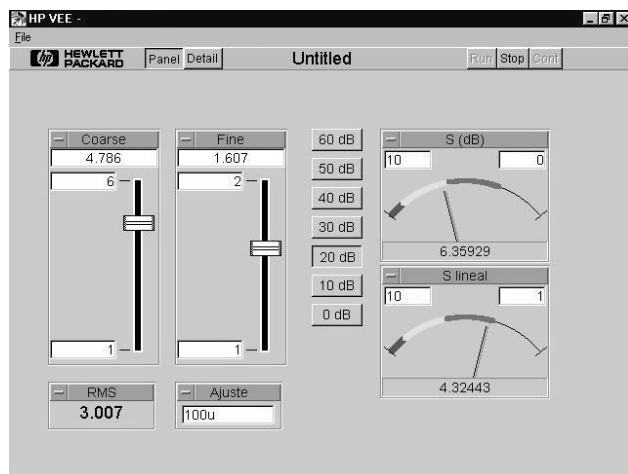 HP VEE -
File
hp HEWLETT PACKARD Panel Detail Untitled Run Stop Cont
Coarse
4.786
6
1
Fine
1.607
2
1
60 dB
50 dB
40 dB
30 dB
20 dB
10 dB
0 dB
S (dB)
10 0
6.35929
S lineal
10 1
4.32443
RMS
3.007
Ajuste
100u